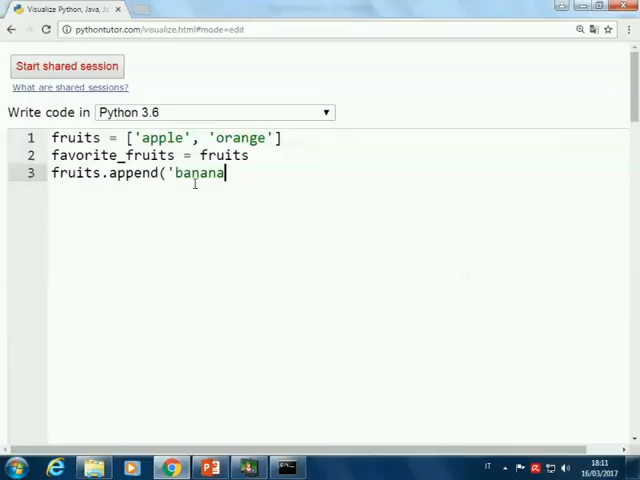 Visualize Python, Java, Ja
pythontutor.com/visualize.html#mode=edit
Start shared session
What are shared sessions?
Write code in Python 3.6
1 fruits = ['apple', 'orange']
2 favorite_fruits = fruits
3 fruits.append('banana
IT
18:11
16/03/2017